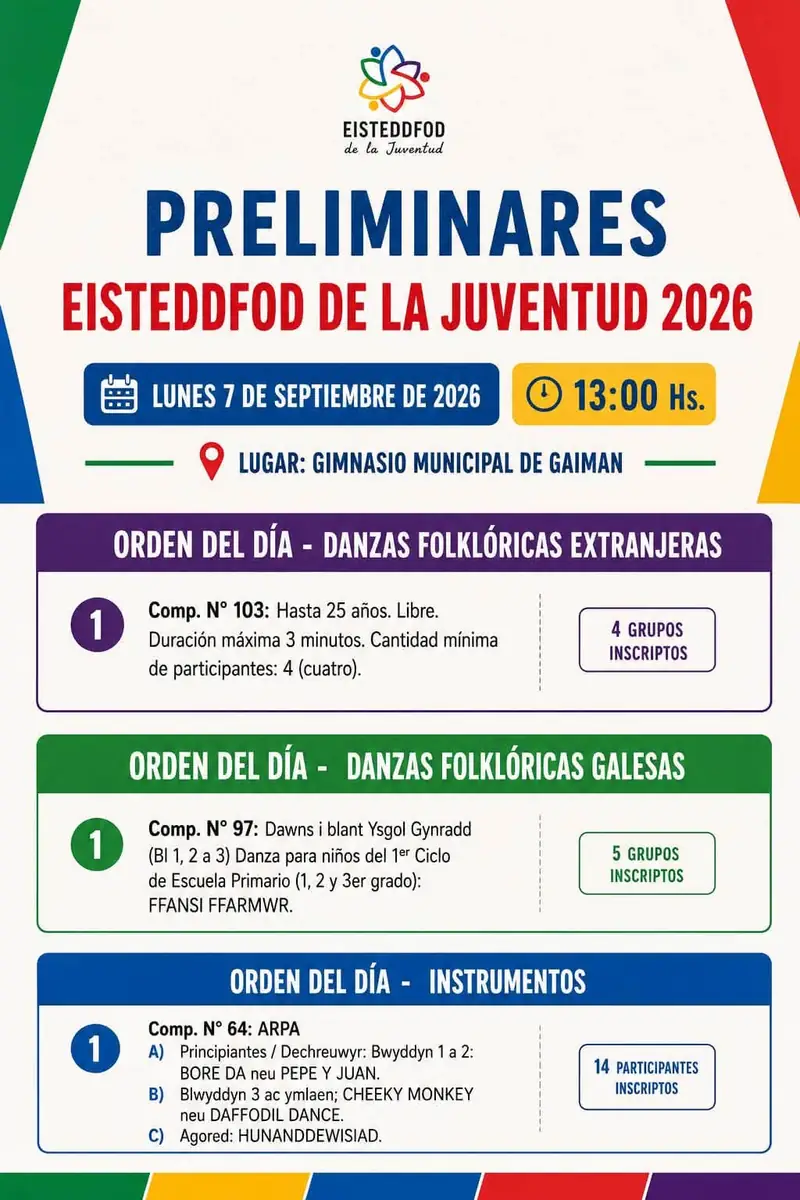 EISTEDDFOD
de la Juventud
PRELIMINARES
EISTEDDFOD DE LA JUVENTUD 2026
LUNES 7 DE SEPTIEMBRE DE 2026
13:00 Hs.
LUGAR: GIMNASIO MUNICIPAL DE GAIMAN
ORDEN DEL DÍA - DANZAS FOLKLÓRICAS EXTRANJERAS
1
Comp. N° 103: Hasta 25 años. Libre.
Duración máxima 3 minutos. Cantidad mínima
de participantes: 4 (cuatro).
4 GRUPOS
INSCRIPTOS
ORDEN DEL DÍA - DANZAS FOLKLÓRICAS GALESAS
1
Comp. N° 97: Dawns i blant Ysgol Gynradd
(Bl 1, 2 a 3) Danza para niños del 1er Ciclo
de Escuela Primario (1, 2 y 3er grado):
FFANSI FFARMWR.
5 GRUPOS
INSCRIPTOS
ORDEN DEL DÍA - INSTRUMENTOS
1
Comp. N° 64: ARPA
A) Principiantes / Dechreuwyr: Bwyddyn 1 a 2:
BORE DA neu PEPE Y JUAN.
B) Blwyddyn 3 ac ymlaen; CHEEKY MONKEY
neu DAFFODIL DANCE.
C) Agored: HUNANDDEWISIAD.
14 PARTICIPANTES
INSCRIPTOS